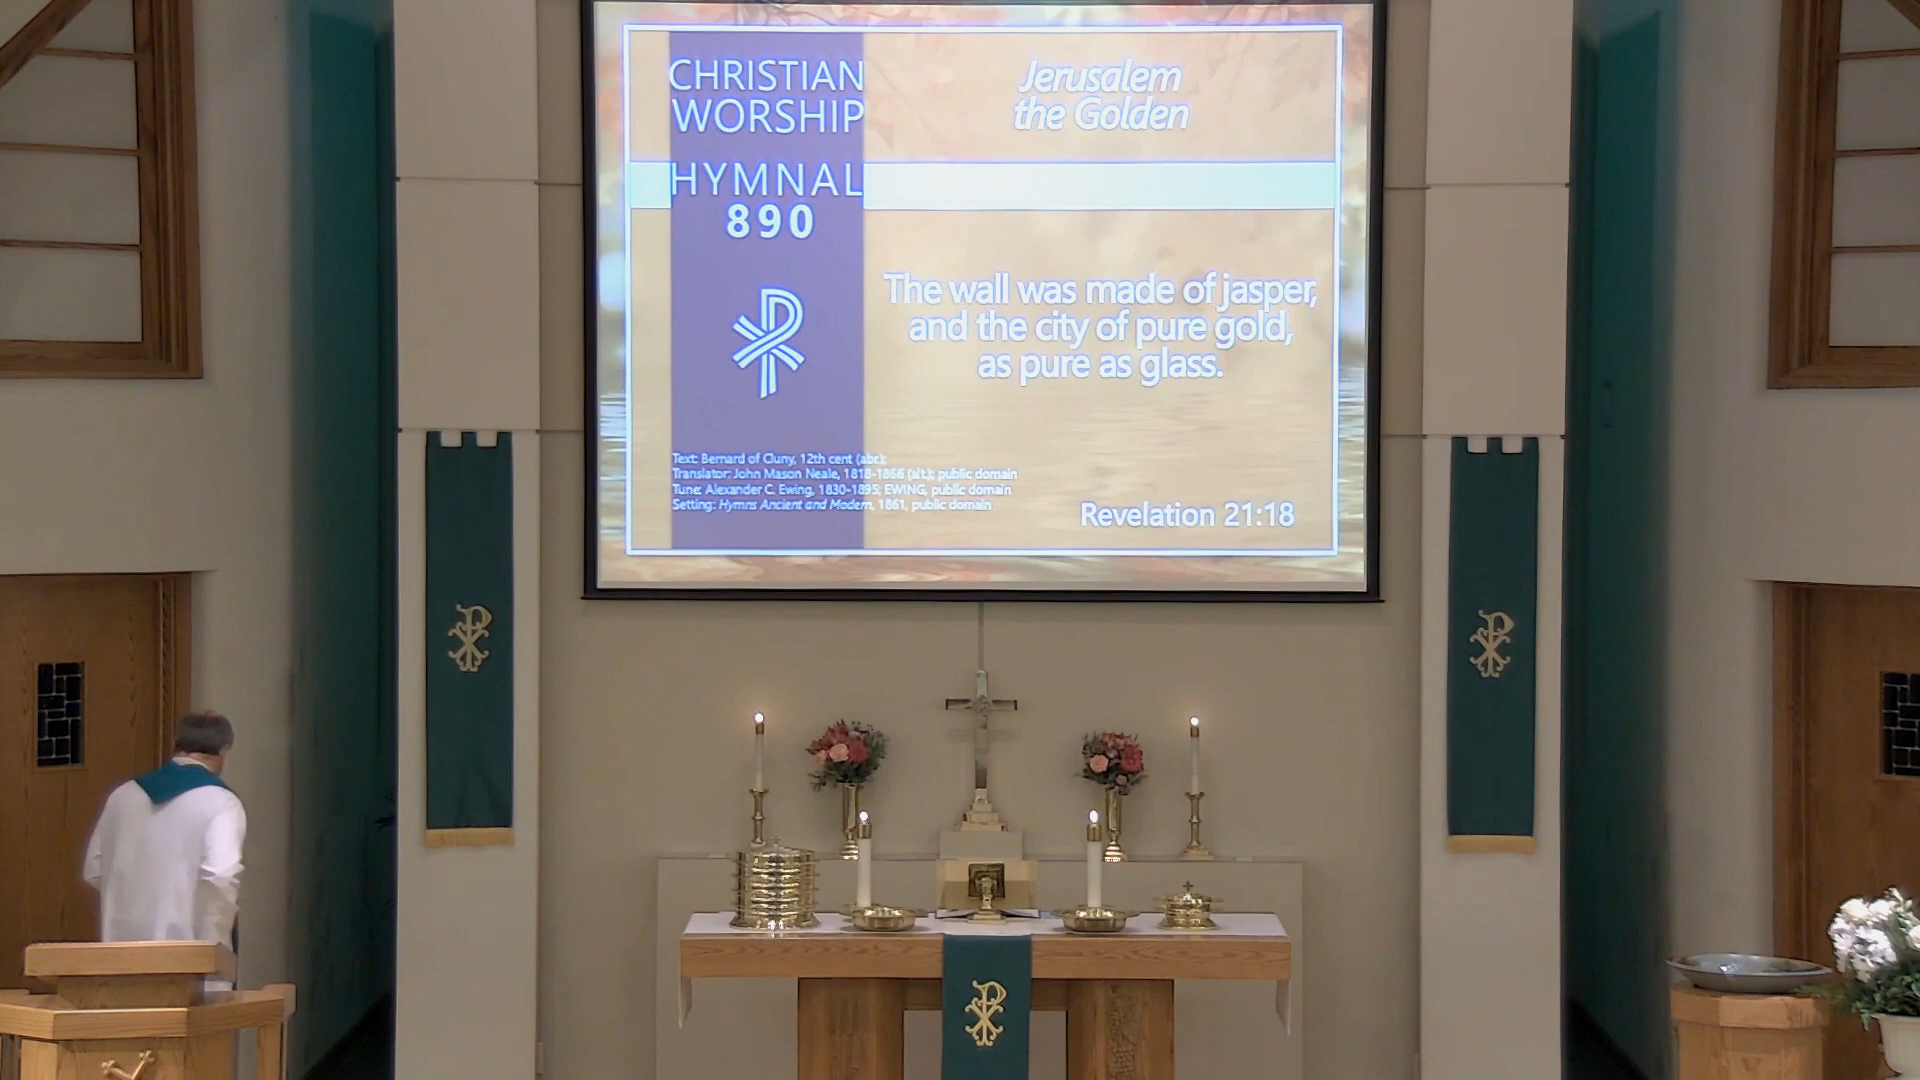 CHRISTIAN
WORSHIP
HYMNAL
890
Jerusalem
the Golden
The wall was made of jasper,
and the city of pure gold,
as pure as glass.
Text: Bernard of Cluny, 12th cent (abr.);
Translator: John Mason Neale, 1818-1866 (alt.); public domain
Tune: Alexander C. Ewing, 1830-1895; EWING, public domain
Setting: Hymns Ancient and Modern, 1861, public domain
Revelation 21:18